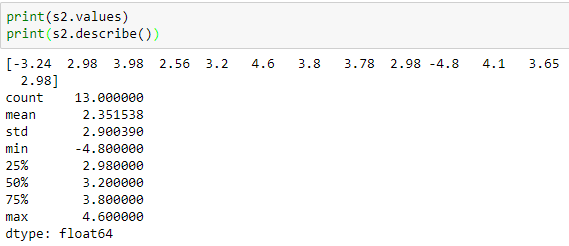 print(s2.values)
print(s2.describe())
[-3.24  2.98  3.98  2.56  3.2   4.6   3.8   3.78  2.98 -4.8   4.1   3.65
  2.98]
count    13.000000
mean      2.351538
std       2.900390
min      -4.800000
25%       2.980000
50%       3.200000
75%       3.800000
max       4.600000
dtype: float64